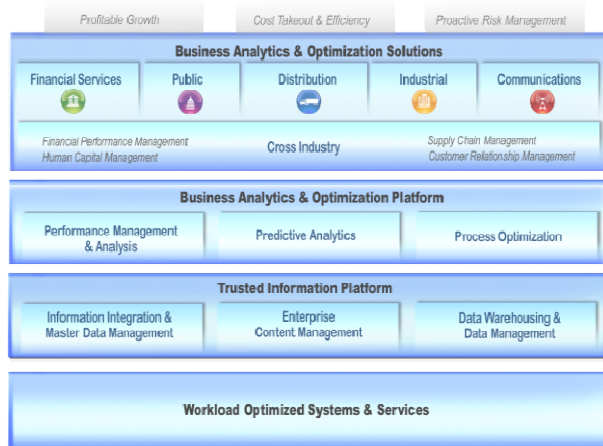 Profitable Growth
Cost Takeout & Efficiency
Proactive Risk Management
Business Analytics & Optimization Solutions
Financial Services
Public
Distribution
Industrial
Communications
Financial Performance Management
Human Capital Management
Cross Industry
Supply Chain Management
Customer Relationship Management
Business Analytics & Optimization Platform
Performance Management
& Analysis
Predictive Analytics
Process Optimization
Trusted Information Platform
Information Integration &
Master Data Management
Enterprise
Content Management
Data Warehousing &
Data Management
Workload Optimized Systems & Services